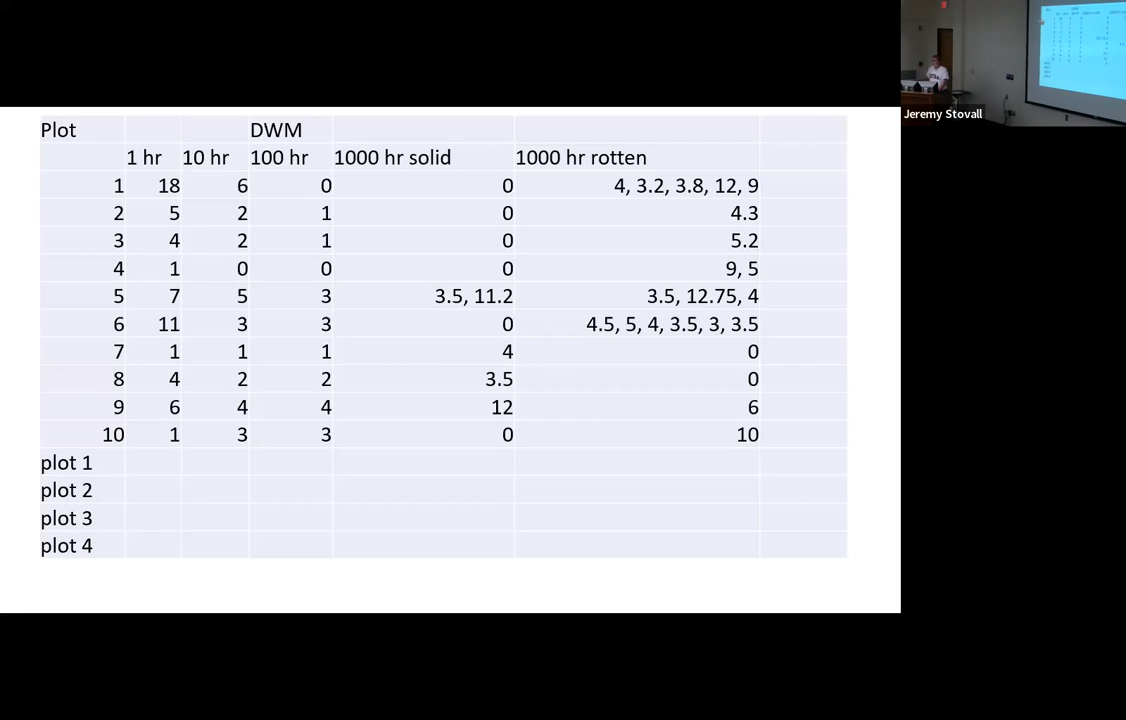 Plot DWM
1 hr 10 hr 100 hr 1000 hr solid 1000 hr rotten
1 18 6 0 0 4, 3.2, 3.8, 12, 9
2 5 2 1 0 4.3
3 4 2 1 0 5.2
4 1 0 0 0 9, 5
5 7 5 3 3.5, 11.2 3.5, 12.75, 4
6 11 3 3 0 4.5, 5, 4, 3.5, 3, 3.5
7 1 1 1 4 0
8 4 2 2 3.5 0
9 6 4 4 12 6
10 1 3 3 0 10
plot 1
plot 2
plot 3
plot 4
Jeremy Stovall